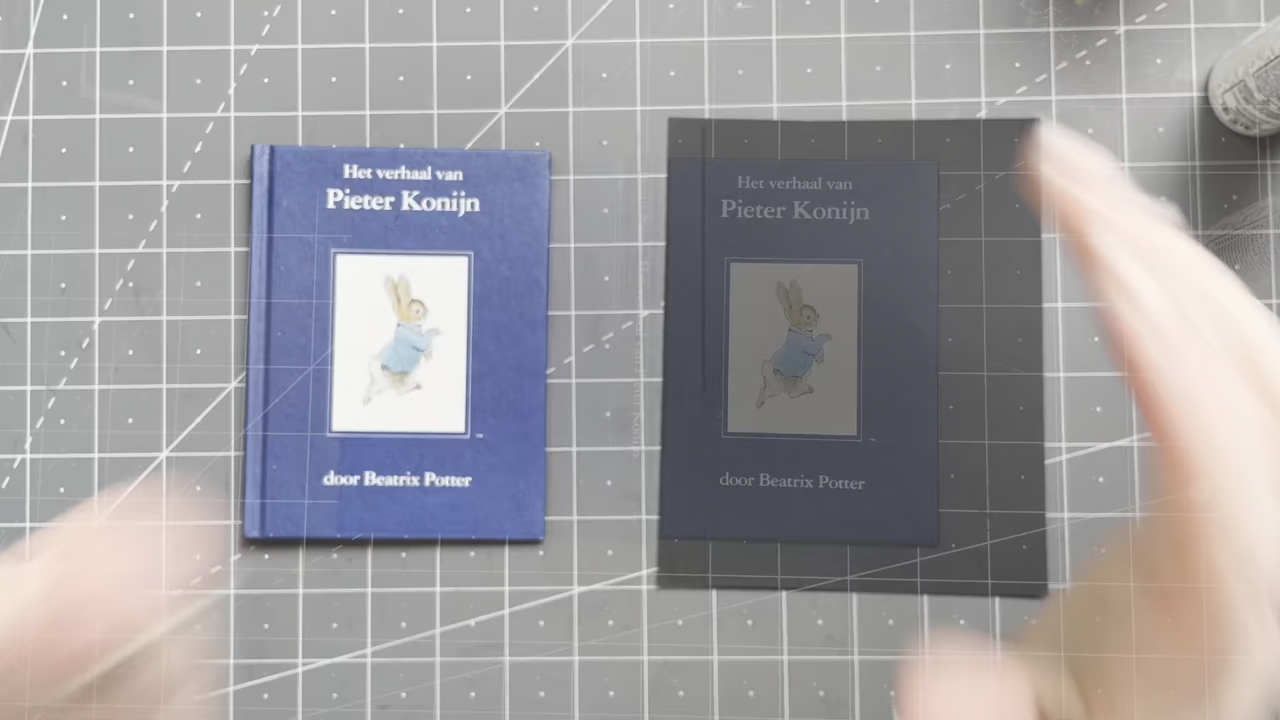 Het verhaal van
Pieter Konijn
door Beatrix Potter
Het verhaal van
Pieter Konijn
door Beatrix Potter